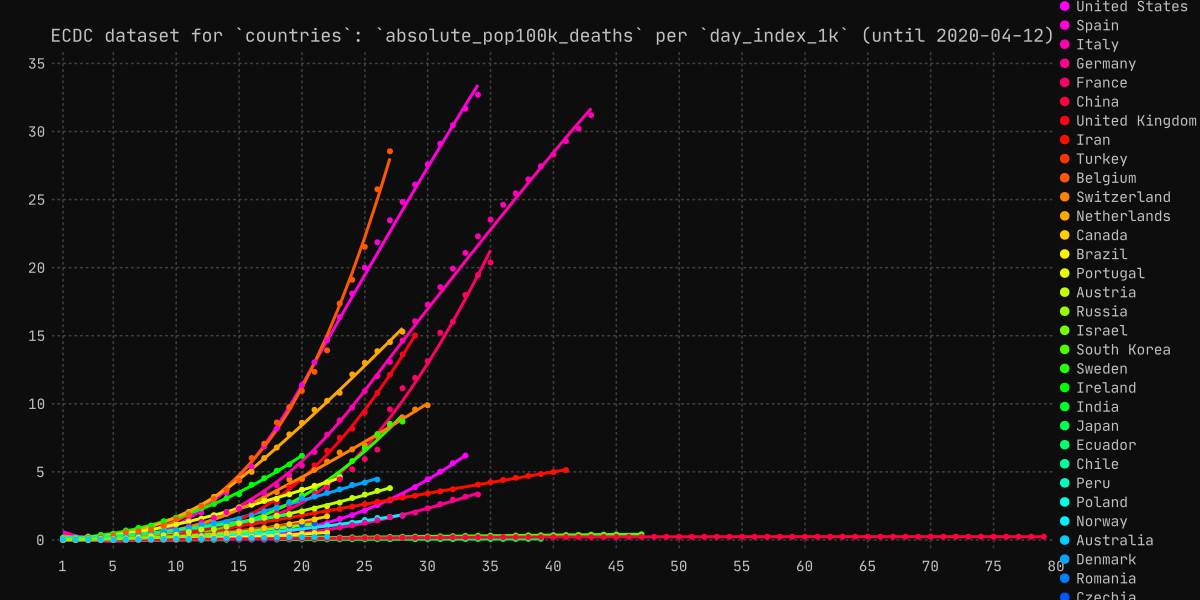 ECDC dataset for `countries`: `absolute_pop100k_deaths` per `day_index_1k` (until 2020-04-12)
35
30
25
20
15
10
5
0
1 5 10 15 20 25 30 35 40 45 50 55 60 65 70 75 80
United States
Spain
Italy
Germany
France
China
United Kingdom
Iran
Turkey
Belgium
Switzerland
Netherlands
Canada
Brazil
Portugal
Austria
Russia
Israel
South Korea
Sweden
Ireland
India
Japan
Ecuador
Chile
Peru
Poland
Norway
Australia
Denmark
Romania
Czechia